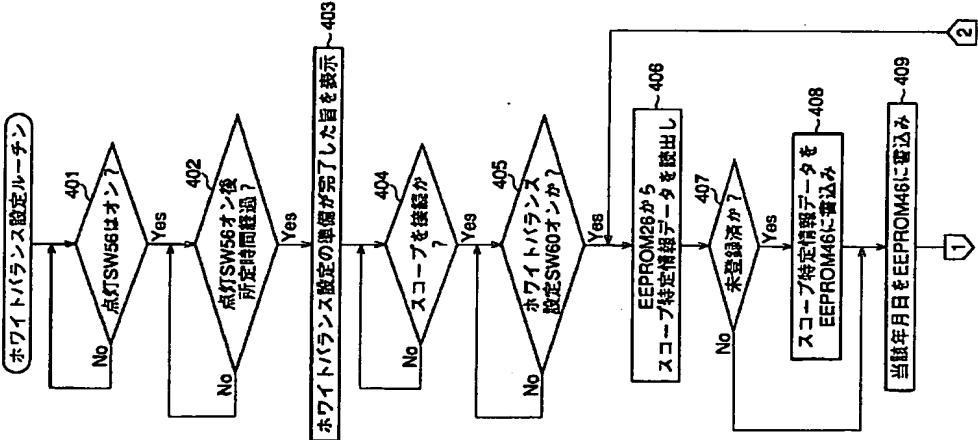 ホワイトバランス設定ルーチン
401
点灯SW56はオン?
No
Yes
402
点灯SW56オン後
所定時間経過?
No
Yes
403
ホワイトバランス設定の準備が完了した旨を表示
404
スコープを接続か
?
No
Yes
405
ホワイトバランス
設定SW60オンか?
No
Yes
2
406
EEPROM26から
スコープ特定情報データを読出し
407
未登録済か?
No
Yes
408
スコープ特定情報データを
EEPROM46に書込み
409
当該年月日をEEPROM46に書込み
1